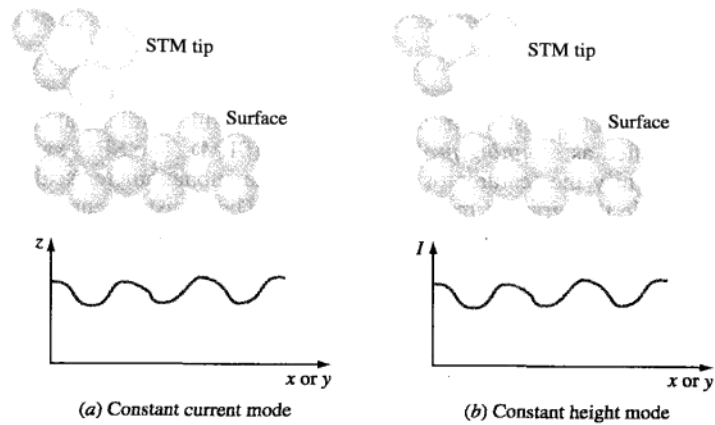 STM tip
Surface
z
x or y
(a) Constant current mode
STM tip
Surface
I
x or y
(b) Constant height mode